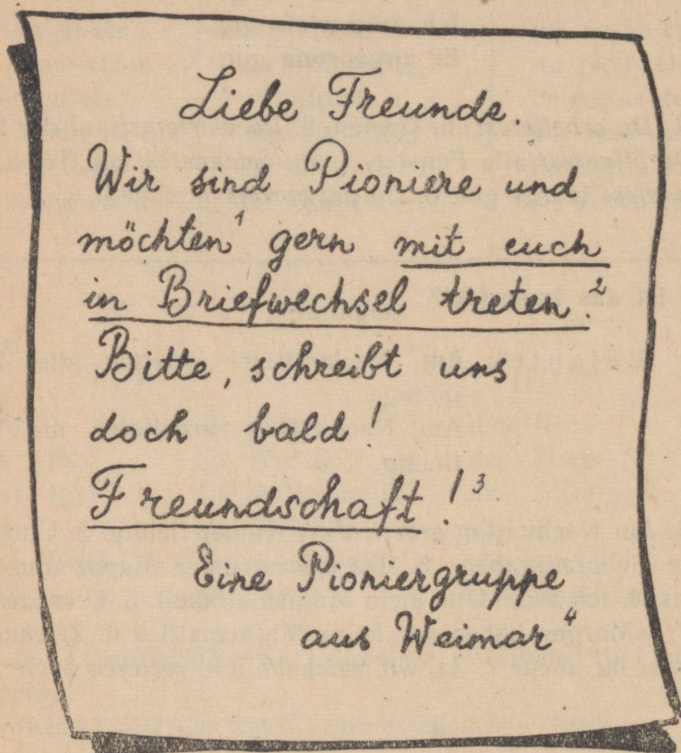 Liebe Freunde.
Wir sind Pioniere und
möchten¹ gern mit euch
in Briefwechsel treten.²
Bitte, schreibt uns
doch bald!
Freundschaft!³
Eine Pioniergruppe
aus Weimar⁴